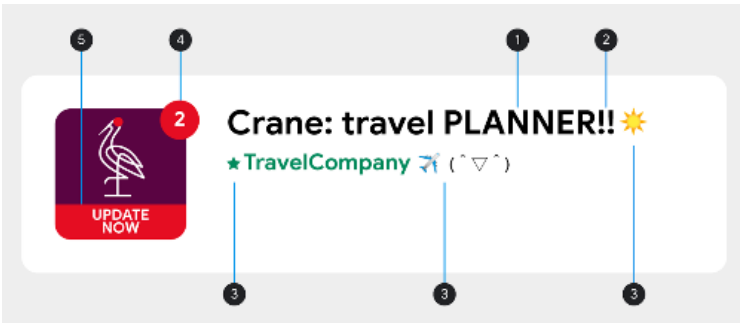 5 4 1 2
2
Crane: travel PLANNER!!☀️
★TravelCompany ✈️ (ˆ▽ˆ)
UPDATE
NOW
3 3 3